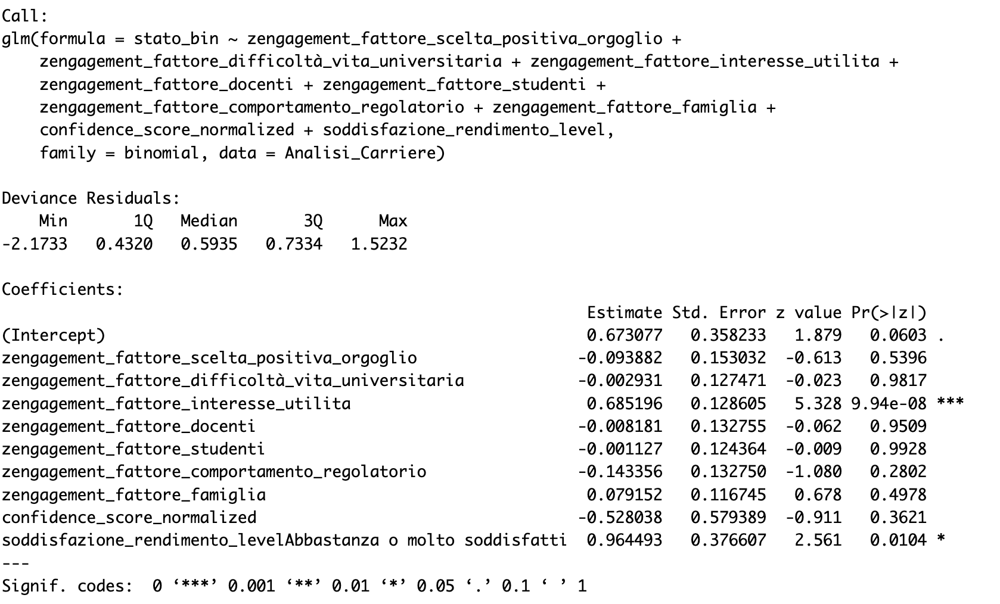 Call:
glm(formula = stato_bin ~ zengagement_fattore_scelta_positiva_orgoglio +
    zengagement_fattore_difficoltà_vita_universitaria + zengagement_fattore_interesse_utilita +
    zengagement_fattore_docenti + zengagement_fattore_studenti +
    zengagement_fattore_comportamento_regolatorio + zengagement_fattore_famiglia +
    confidence_score_normalized + soddisfazione_rendimento_level,
    family = binomial, data = Analisi_Carriere)

Deviance Residuals:
    Min       1Q   Median       3Q      Max
-2.1733   0.4320   0.5935   0.7334   1.5232

Coefficients:
                                                              Estimate Std. Error z value Pr(>|z|)
(Intercept)                                                   0.673077   0.358233   1.879   0.0603 .
zengagement_fattore_scelta_positiva_orgoglio                 -0.093882   0.153032  -0.613   0.5396
zengagement_fattore_difficoltà_vita_universitaria            -0.002931   0.127471  -0.023   0.9817
zengagement_fattore_interesse_utilita                         0.685196   0.128605   5.328 9.94e-08 ***
zengagement_fattore_docenti                                  -0.008181   0.132755  -0.062   0.9509
zengagement_fattore_studenti                                 -0.001127   0.124364  -0.009   0.9928
zengagement_fattore_comportamento_regolatorio                -0.143356   0.132750  -1.080   0.2802
zengagement_fattore_famiglia                                  0.079152   0.116745   0.678   0.4978
confidence_score_normalized                                  -0.528038   0.579389  -0.911   0.3621
soddisfazione_rendimento_levelAbbastanza o molto soddisfatti  0.964493   0.376607   2.561   0.0104 *
---
Signif. codes:  0 ‘***’ 0.001 ‘**’ 0.01 ‘*’ 0.05 ‘.’ 0.1 ‘ ’ 1